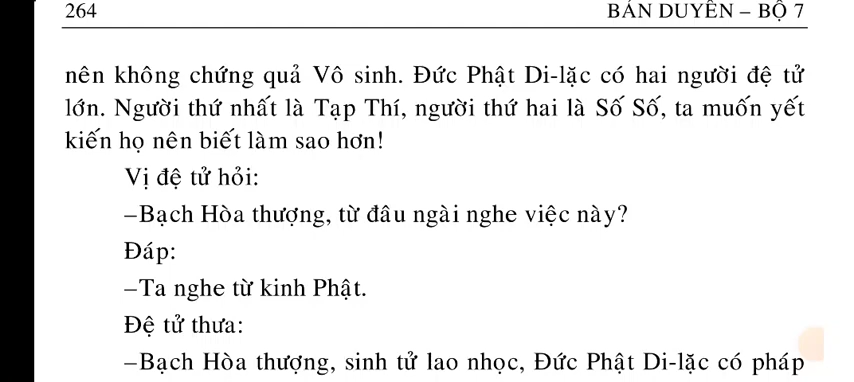 264
BẢN DUYÊN – BỘ 7
nên không chứng quả Vô sinh. Đức Phật Di-lặc có hai người đệ tử
lớn. Người thứ nhất là Tạp Thí, người thứ hai là Số Số, ta muốn yết
kiến họ nên biết làm sao hơn!
Vị đệ tử hỏi:
–Bạch Hòa thượng, từ đâu ngài nghe việc này?
Đáp:
–Ta nghe từ kinh Phật.
Đệ tử thưa:
–Bạch Hòa thượng, sinh tử lao nhọc, Đức Phật Di-lặc có pháp